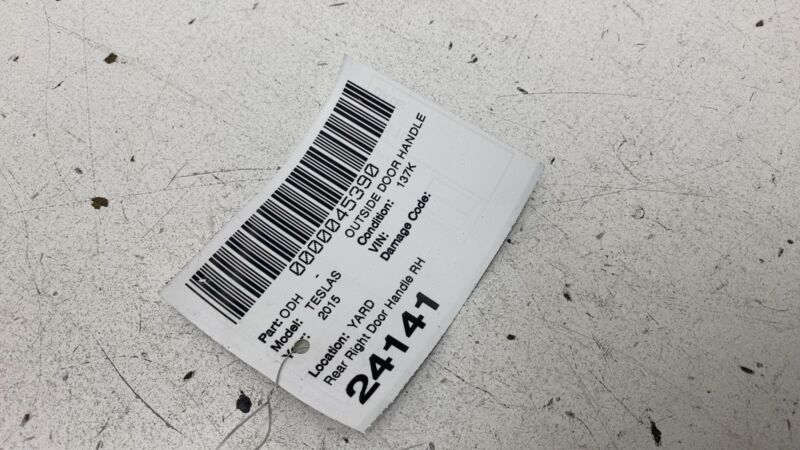 0000045390
Part: ODH - OUTSIDE DOOR HANDLE
Model: TESLAS Condition: 137K
2015 VIN:
Damage Code:
Location: YARD
Rear Right Door Handle RH
24141